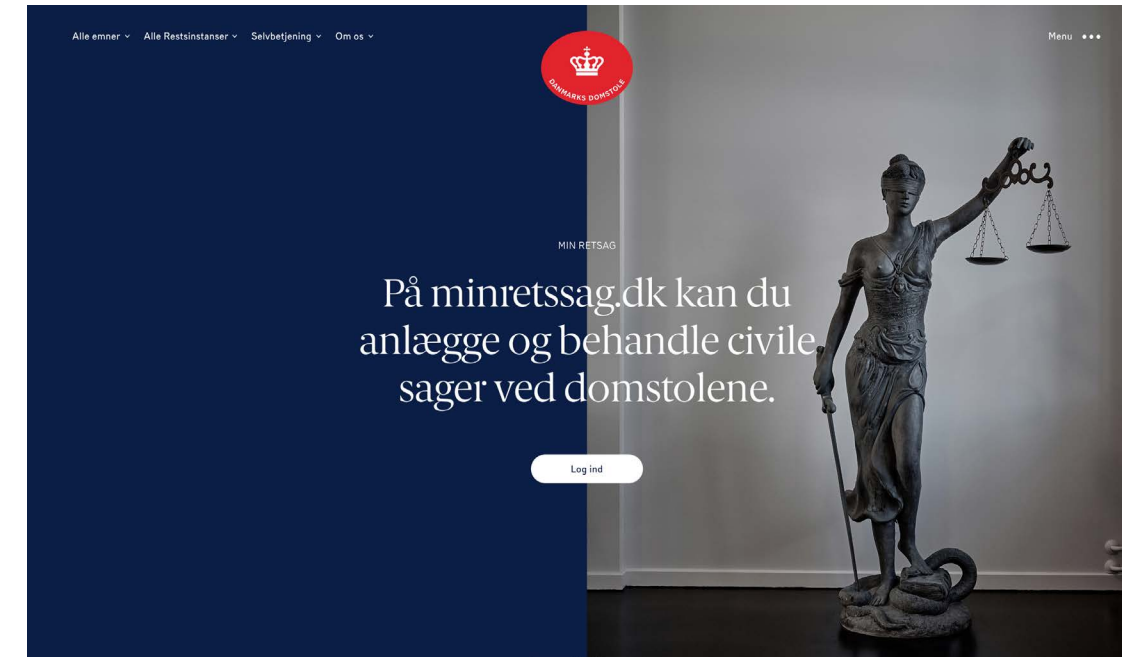 Alle emner
Alle Restsinstanser
Selvbetjening
Om os
DANMARKS DOMSTOLE
Menu
MIN RETSAG
På minretssag.dk kan du
anlægge og behandle civile
sager ved domstolene.
Log ind